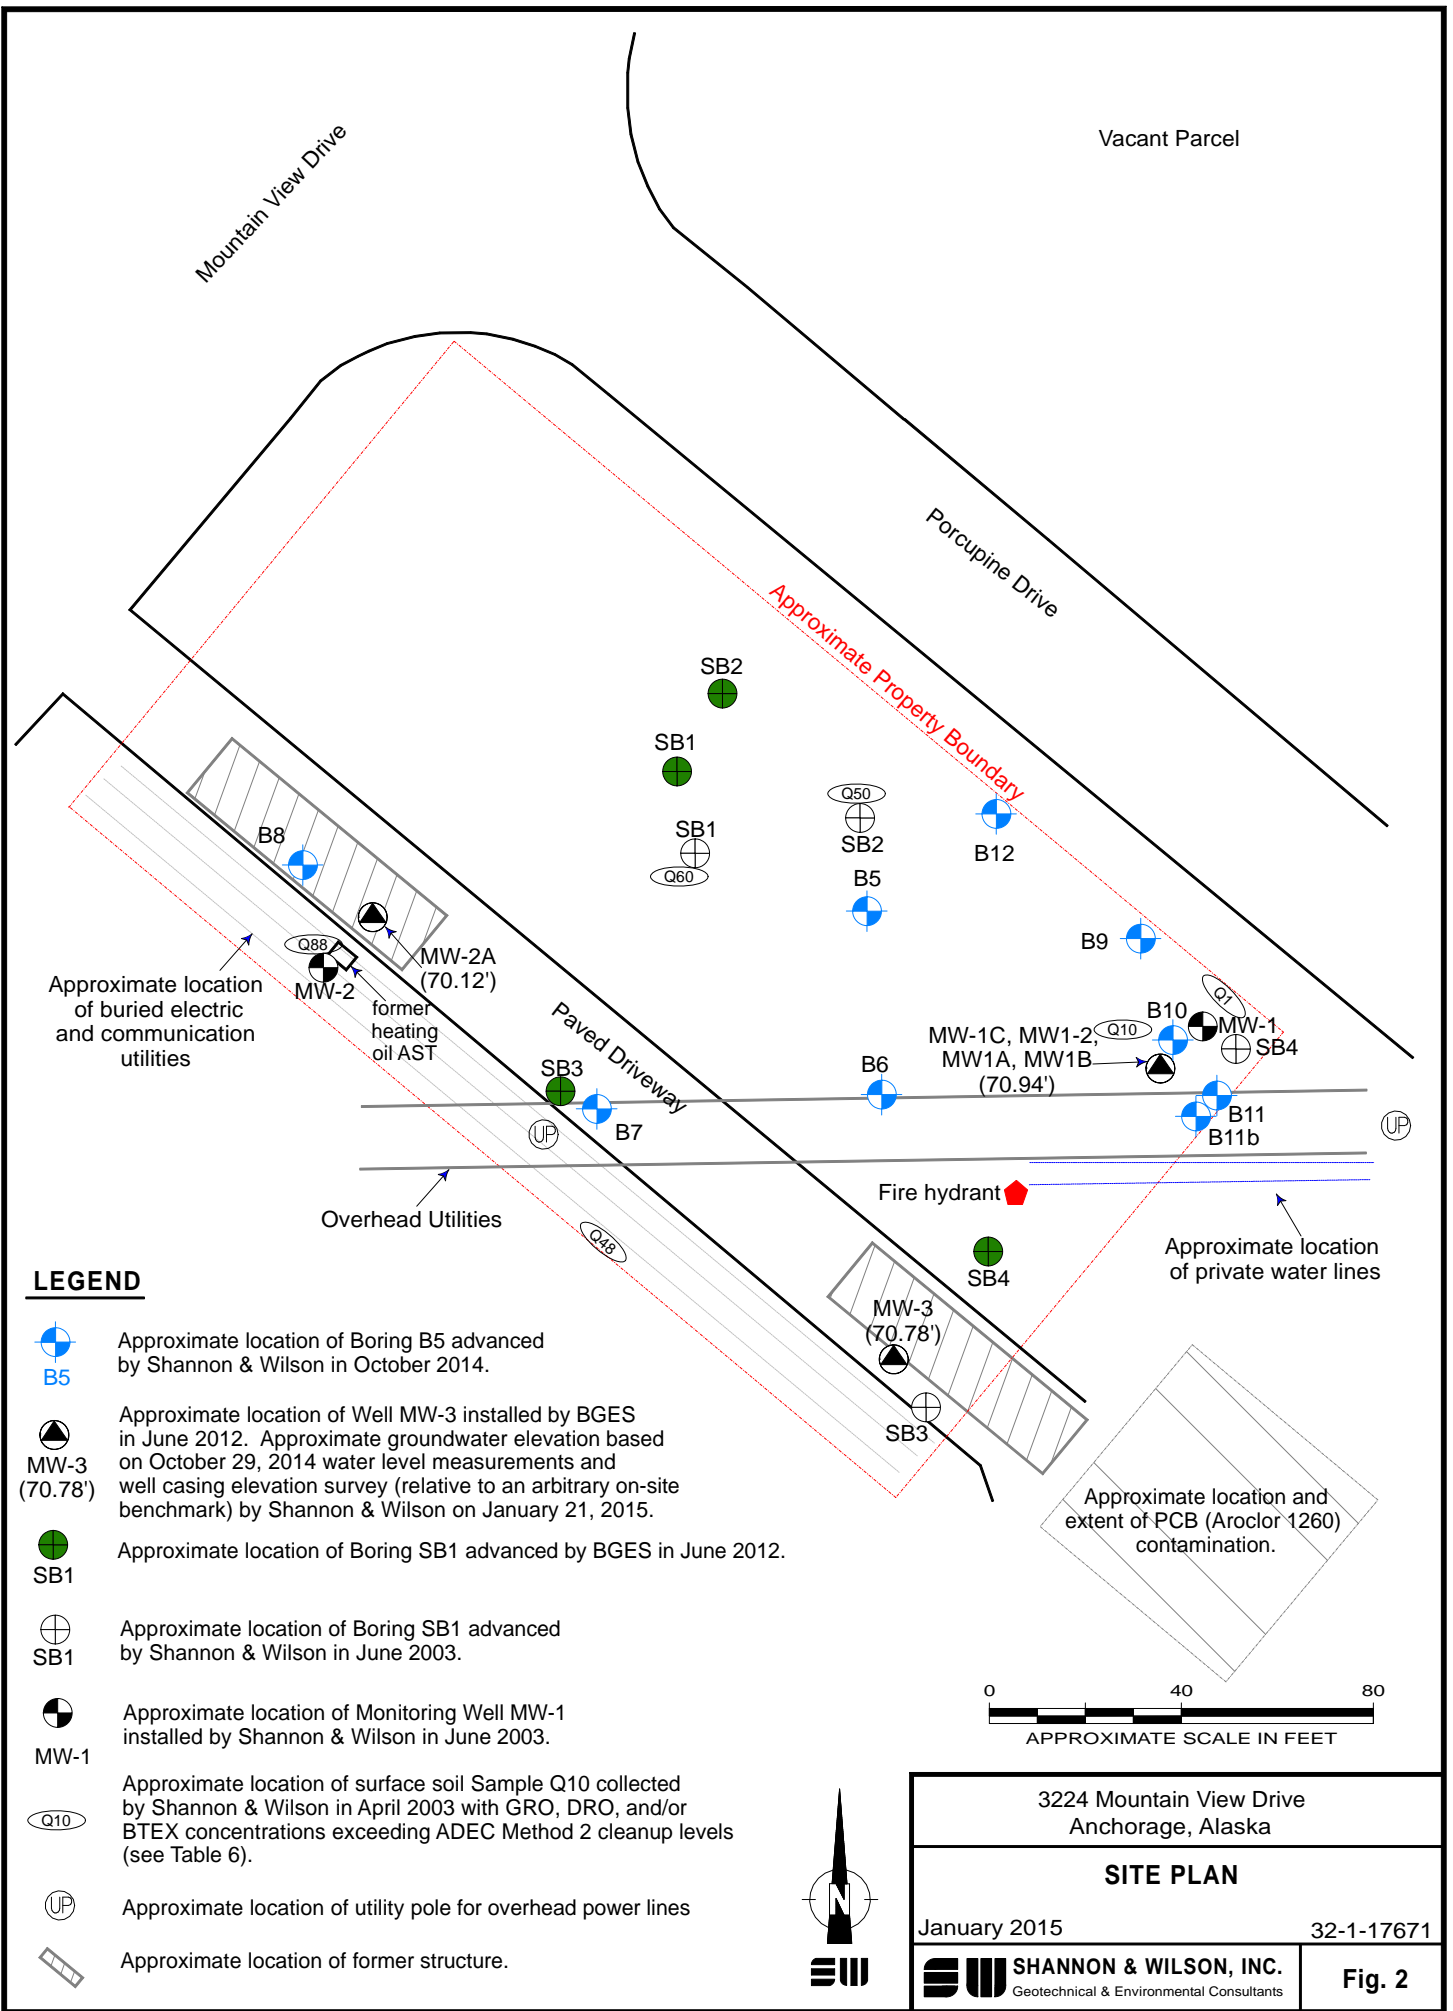 Vacant Parcel
Mountain View Drive
Porcupine Drive
Approximate Property Boundary
SB2
SB1
Q50
SB2
SB1
Q60
B12
B5
B8
B9
Q88
MW-2A
(70.12')
MW-2
Approximate location
of buried electric
and communication
utilities
former
heating
oil AST
Paved Driveway
Q1
B10
Q10
MW-1
SB4
MW-1C, MW1-2,
MW1A, MW1B
(70.94')
B6
SB3
B7
UP
B11
B11b
UP
Fire hydrant
Overhead Utilities
Q48
SB4
Approximate location
of private water lines
MW-3
(70.78')
SB3
Approximate location and
extent of PCB (Aroclor 1260)
contamination.
LEGEND
B5
Approximate location of Boring B5 advanced
by Shannon & Wilson in October 2014.
MW-3
(70.78')
Approximate location of Well MW-3 installed by BGES
in June 2012.  Approximate groundwater elevation based
on October 29, 2014 water level measurements and
well casing elevation survey (relative to an arbitrary on-site
benchmark) by Shannon & Wilson on January 21, 2015.
SB1
Approximate location of Boring SB1 advanced by BGES in June 2012.
SB1
Approximate location of Boring SB1 advanced
by Shannon & Wilson in June 2003.
MW-1
Approximate location of Monitoring Well MW-1
installed by Shannon & Wilson in June 2003.
Q10
Approximate location of surface soil Sample Q10 collected
by Shannon & Wilson in April 2003 with GRO, DRO, and/or
BTEX concentrations exceeding ADEC Method 2 cleanup levels
(see Table 6).
UP
Approximate location of utility pole for overhead power lines
Approximate location of former structure.
N
0 40 80
APPROXIMATE SCALE IN FEET
3224 Mountain View Drive
Anchorage, Alaska
SITE PLAN
January 2015 32-1-17671
SHANNON & WILSON, INC.
Geotechnical & Environmental Consultants
Fig. 2